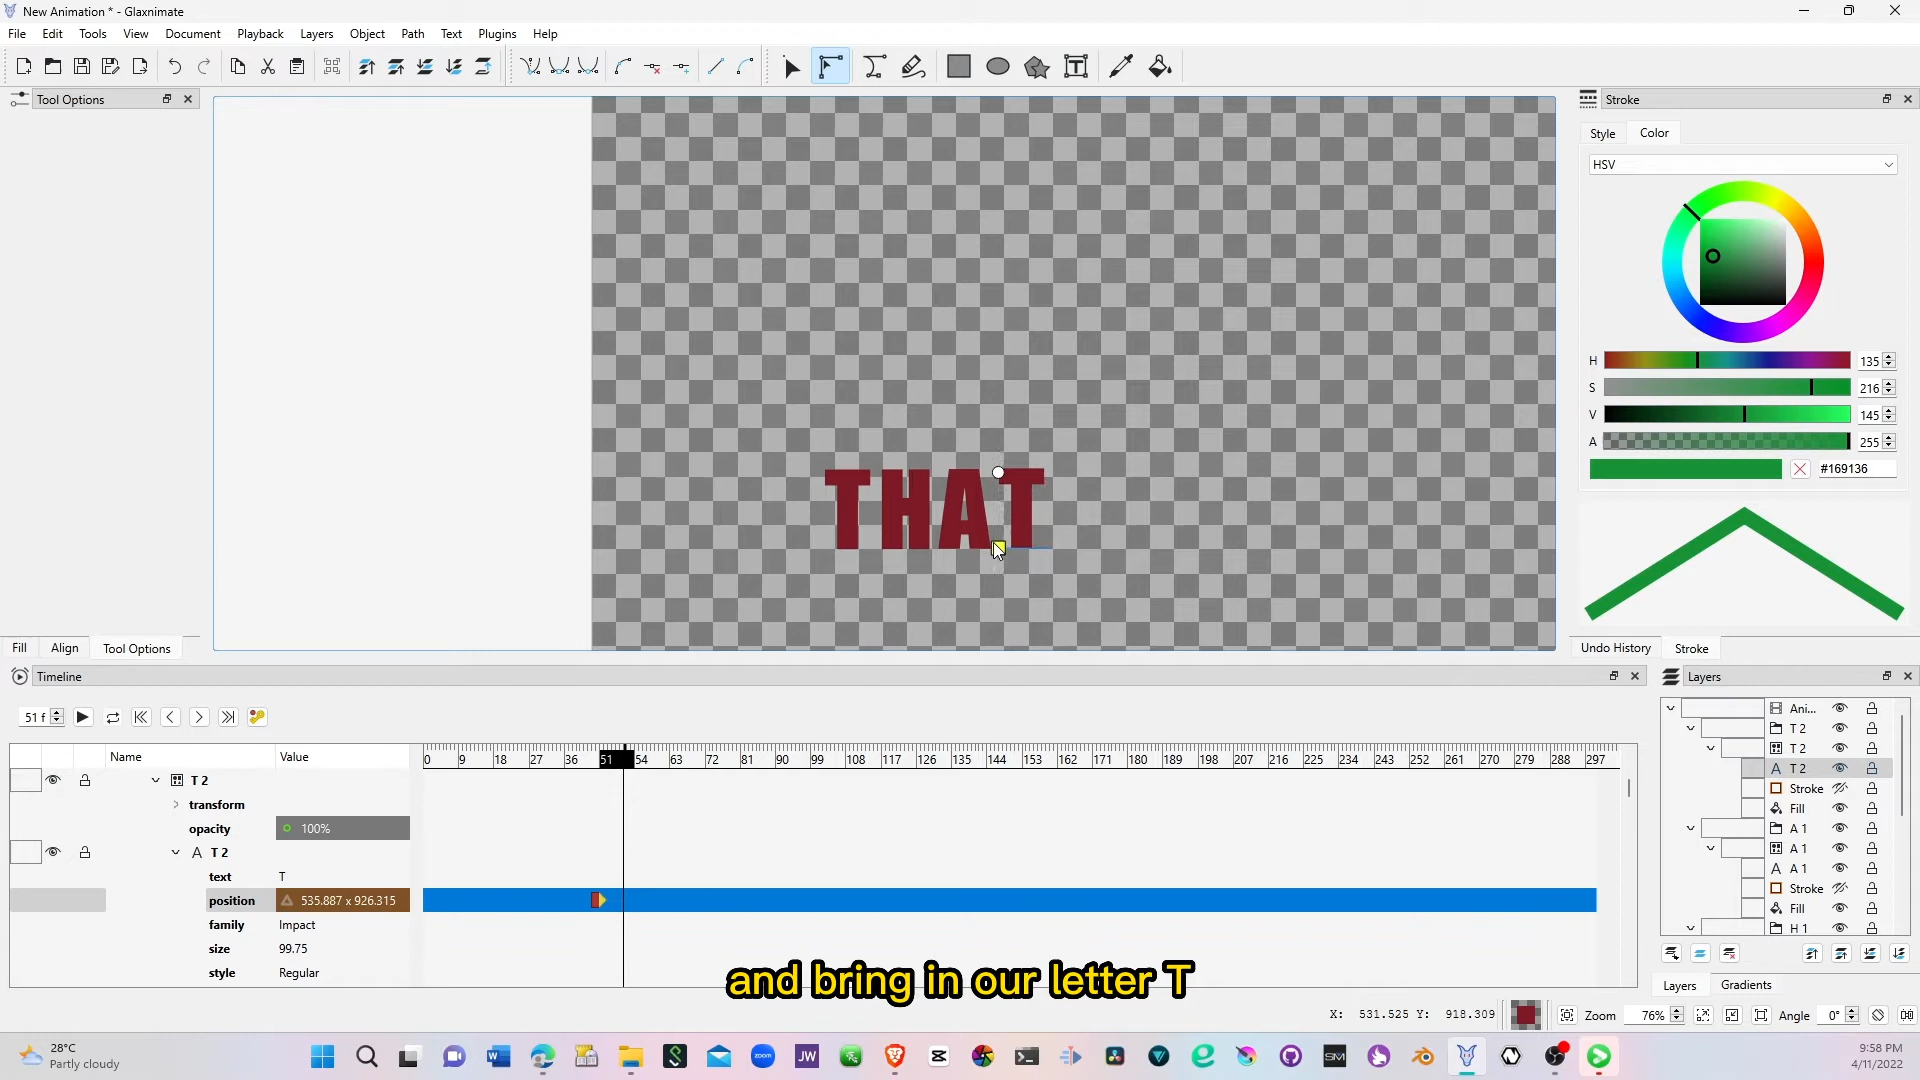 New Animation * - Glaxnimate
File Edit Tools View Document Playback Layers Object Path Text Plugins Help
Tool Options
Stroke
Style Color
HSV
H 135
S 216
V 145
A 255
#169136
THAT
Fill Align Tool Options
Undo History Stroke
Timeline
Layers
51 f
Name Value
0 9 18 27 36 51 54 63 72 81 90 99 108 117 126 135 144 153 162 171 180 189 198 207 216 225 234 243 252 261 270 279 288 297
T 2
transform
opacity 100%
A T 2
text T
position 535.887 x 926.315
family Impact
size 99.75
style Regular
Ani...
T 2
T 2
A T 2
Stroke
Fill
A 1
A 1
A A 1
Stroke
Fill
H 1
and bring in our letter T
Layers Gradients
X: 531.525 Y: 918.309
Zoom 76%
Angle 0°
28°C
Partly cloudy
zoom
JW
SM
9:58 PM
4/11/2022